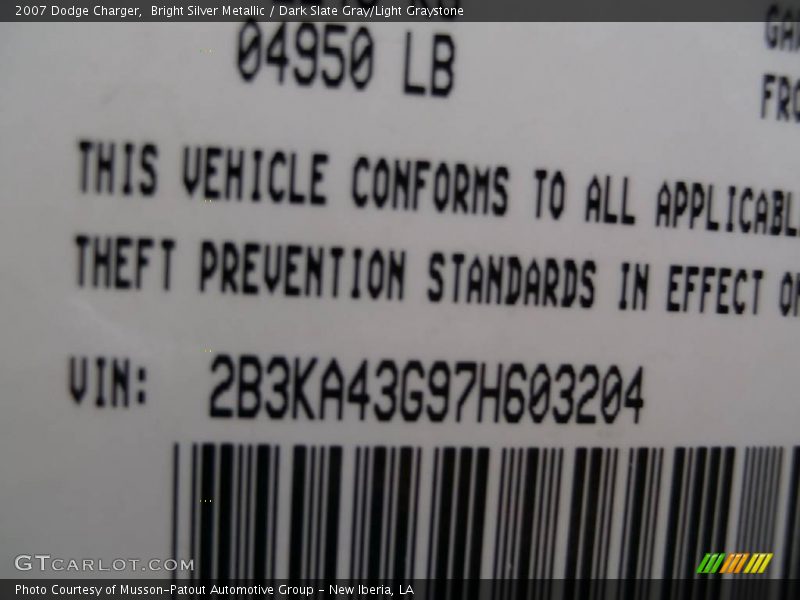 2007 Dodge Charger, Bright Silver Metallic / Dark Slate Gray/Light Graystone
04950 LB
THIS VEHICLE CONFORMS TO ALL APPLICABL
THEFT PREVENTION STANDARDS IN EFFECT
VIN: 2B3KA43G97H603204
GTCARLOT.COM
Photo Courtesy of Musson-Patout Automotive Group - New Iberia, LA